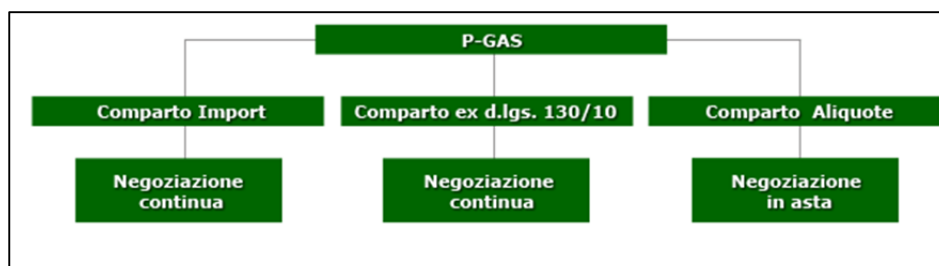 P-GAS
Comparto Import
Comparto ex d.lgs. 130/10
Comparto Aliquote
Negoziazione
continua
Negoziazione
continua
Negoziazione
in asta